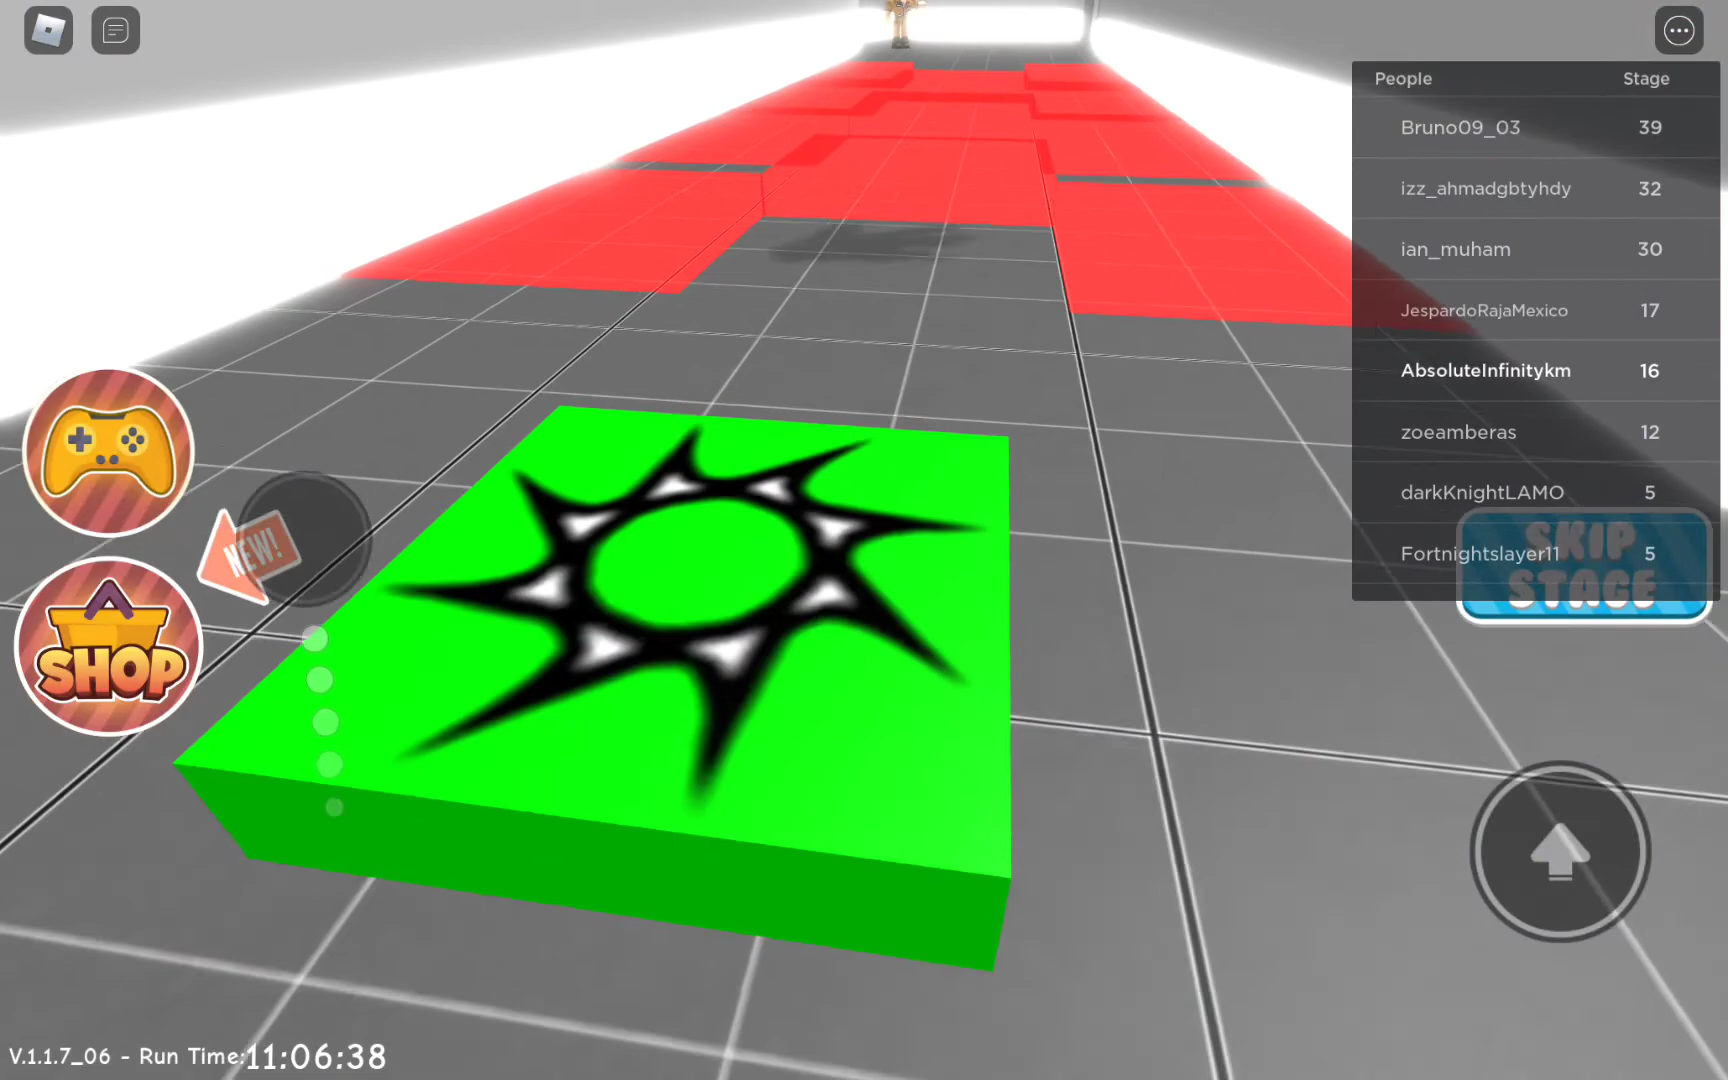 People Stage
Bruno09_03 39
izz_ahmadgbtyhdy 32
ian_muham 30
JespardoRajaMexico 17
AbsoluteInfinitykm 16
zoeamberas 12
darkKnightLAMO 5
Fortnightslayer11 5
SKIP
STAGE
NEW!
SHOP
V.1.1.7_06 - Run Time:11:06:38